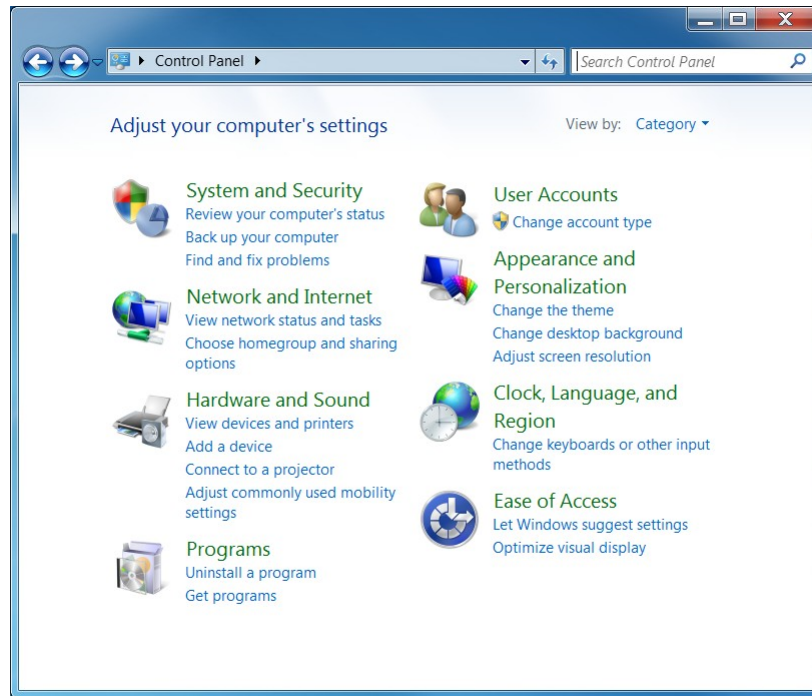 Control Panel
Search Control Panel
Adjust your computer's settings
View by: Category
System and Security
Review your computer's status
Back up your computer
Find and fix problems
Network and Internet
View network status and tasks
Choose homegroup and sharing
options
Hardware and Sound
View devices and printers
Add a device
Connect to a projector
Adjust commonly used mobility
settings
Programs
Uninstall a program
Get programs
User Accounts
Change account type
Appearance and
Personalization
Change the theme
Change desktop background
Adjust screen resolution
Clock, Language, and
Region
Change keyboards or other input
methods
Ease of Access
Let Windows suggest settings
Optimize visual display